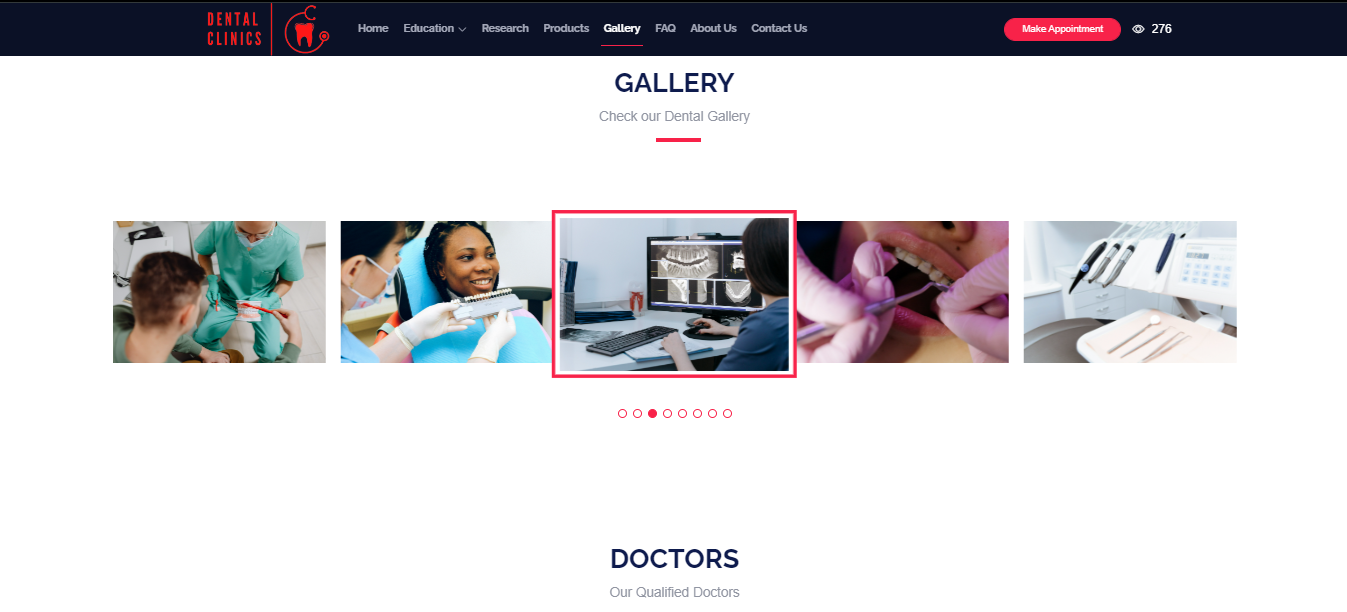 DENTAL
CLINICS
Home Education Research Products Gallery FAQ About Us Contact Us Make Appointment 276
GALLERY
Check our Dental Gallery
DOCTORS
Our Qualified Doctors